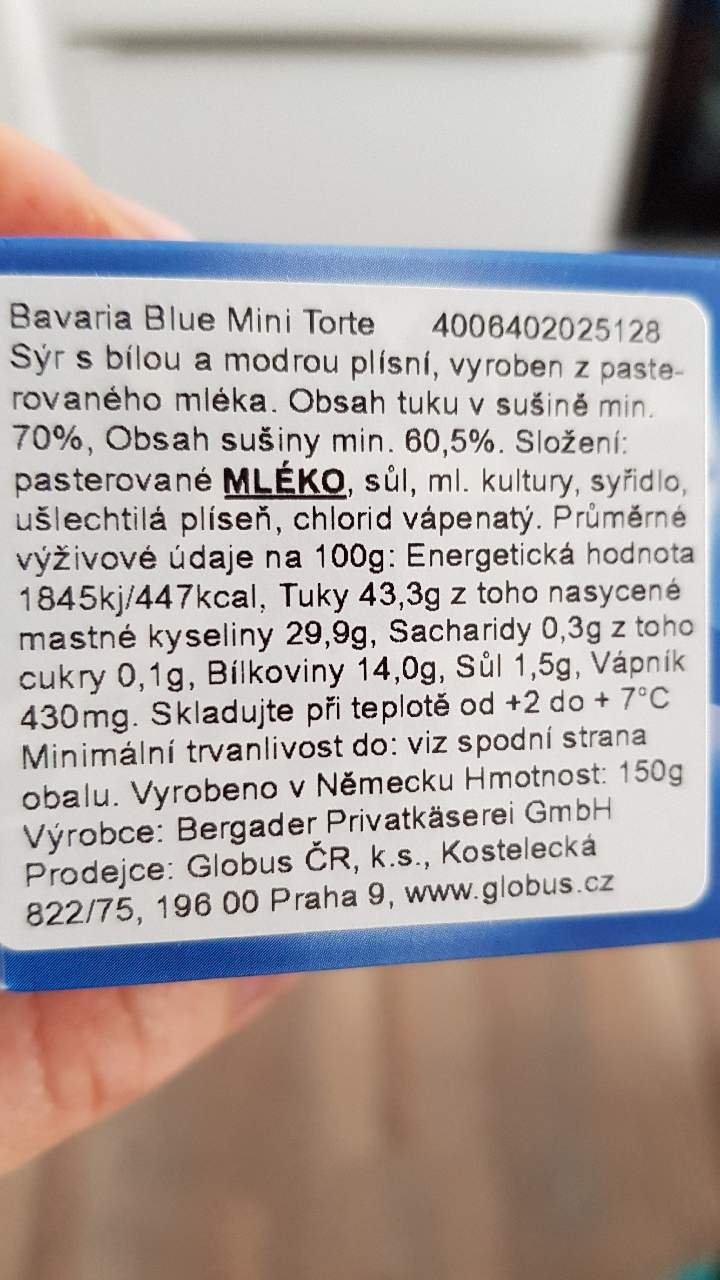 Bavaria Blue Mini Torte 4006402025128
Sýr s bílou a modrou plísní, vyroben z paste-
rovaného mléka. Obsah tuku v sušině min.
70%, Obsah sušiny min. 60,5%. Složení:
pasterované MLÉKO, sůl, ml. kultury, syřidlo,
ušlechtilá plíseň, chlorid vápenatý. Průměrné
výživové údaje na 100g: Energetická hodnota
1845kj/447kcal, Tuky 43,3g z toho nasycené
mastné kyseliny 29,9g, Sacharidy 0,3g z toho
cukry 0,1g, Bílkoviny 14,0g, Sůl 1,5g, Vápník
430mg. Skladujte při teplotě od +2 do + 7°C
Minimální trvanlivost do: viz spodní strana
obalu. Vyrobeno v Německu Hmotnost: 150g
Výrobce: Bergader Privatkäserei GmbH
Prodejce: Globus ČR, k.s., Kostelecká
822/75, 196 00 Praha 9, www.globus.cz